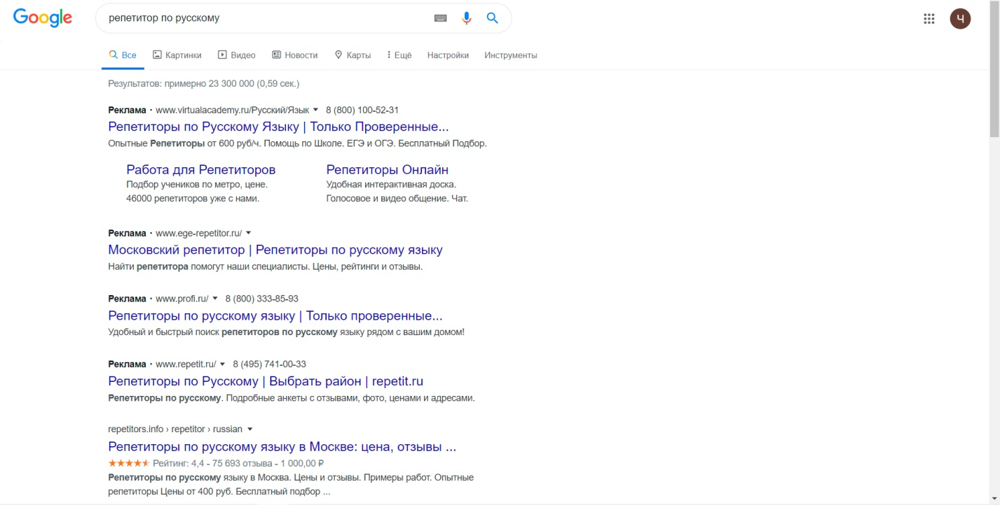 Google
репетитор по русскому
Ч
Все Картинки Видео Новости Карты Ещё Настройки Инструменты
Результатов: примерно 23 300 000 (0,59 сек.)
Реклама · www.virtualacademy.ru/Русский/Язык 8 (800) 100-52-31
Репетиторы по Русскому Языку | Только Проверенные...
Опытные Репетиторы от 600 руб/ч. Помощь по Школе. ЕГЭ и ОГЭ. Бесплатный Подбор.
Работа для Репетиторов
Подбор учеников по метро, цене.
46000 репетиторов уже с нами.
Репетиторы Онлайн
Удобная интерактивная доска.
Голосовое и видео общение. Чат.
Реклама · www.ege-repetitor.ru/
Московский репетитор | Репетиторы по русскому языку
Найти репетитора помогут наши специалисты. Цены, рейтинги и отзывы.
Реклама · www.profi.ru/ 8 (800) 333-85-93
Репетиторы по русскому языку | Только проверенные...
Удобный и быстрый поиск репетиторов по русскому языку рядом с вашим домом!
Реклама · www.repetit.ru/ 8 (495) 741-00-33
Репетиторы по Русскому | Выбрать район | repetit.ru
Репетиторы по русскому. Подробные анкеты с отзывами, фото, ценами и адресами.
repetitors.info › repetitor › russian
Репетиторы по русскому языку в Москве: цена, отзывы ...
Рейтинг: 4,4 - 75 693 отзыва - 1 000,00 ₽
Репетиторы по русскому языку в Москва. Цены и отзывы. Примеры работ. Опытные
репетиторы Цены от 400 руб. Бесплатный подбор ...